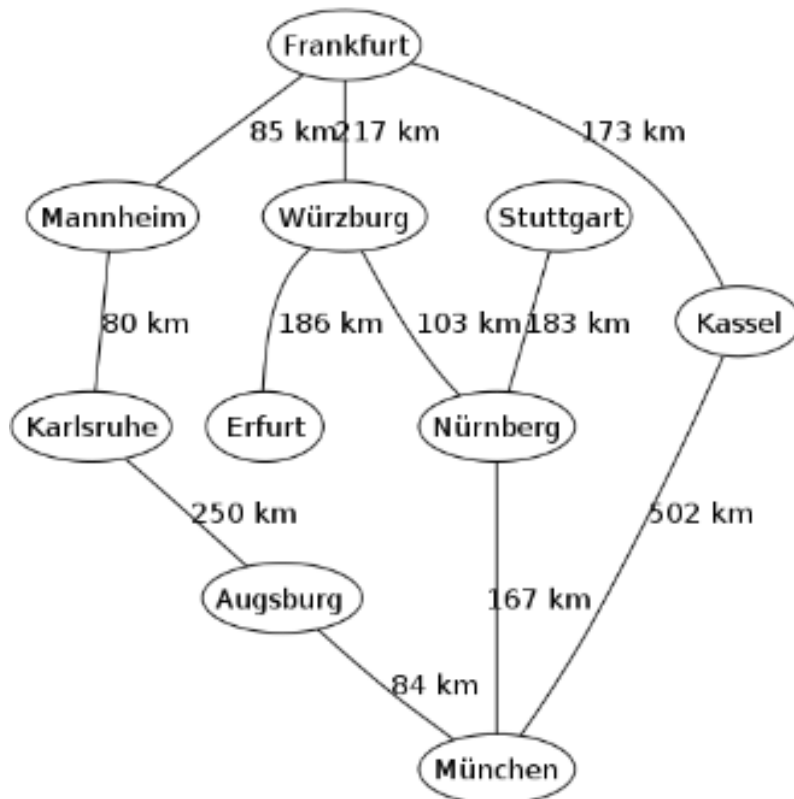 Frankfurt
85 km
217 km
173 km
Mannheim
Würzburg
Stuttgart
80 km
186 km
103 km
183 km
Kassel
Karlsruhe
Erfurt
Nürnberg
250 km
502 km
Augsburg
167 km
84 km
München